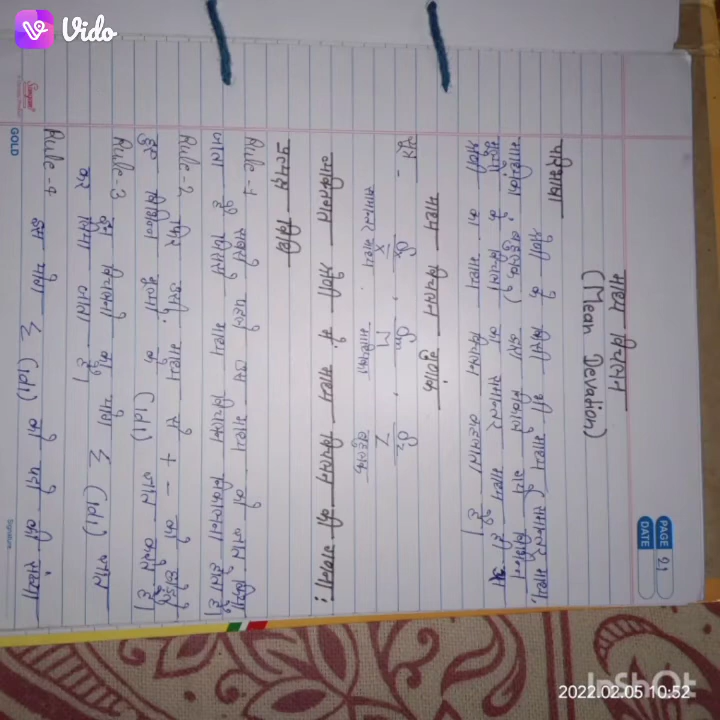 PAGE 21
DATE
माध्य विचलन
(Mean Devation)
परिभाषा
श्रेणी के किसी भी माध्य (समान्तर माध्य,
माध्यिका, बहुलक) से ज्ञात किये गये विभिन्न
मूल्यों के विचलनों का समान्तर माध्य ही उस
श्रेणी का माध्य विचलन कहलाता है।
माध्य विचलन गुणांक
सूत्र - δx̄/X̄ , δm/M , δz/Z
समान्तर माध्य माध्यिका बहुलक
व्यक्तिगत श्रेणी में माध्य विचलन की गणना :
प्रत्यक्ष विधि
Rule-1 सबसे पहले उस माध्य को ज्ञात किया
जाता है जिससे माध्य विचलन निकालना होता है
Rule-2 फिर उसी मूल्य से + - को छोड़ते
हुए विभिन्न मूल्यों के (|d|) ज्ञात करते है।
Rule-3 इन विचलनों का योग Σ (|d|) ज्ञात
कर लिया जाता है।
Rule-4 इस योग Σ (|d|) को पदों की संख्या
Sangam
GOLD
Signature
Vido
InShOt
2022.02.05 10:52